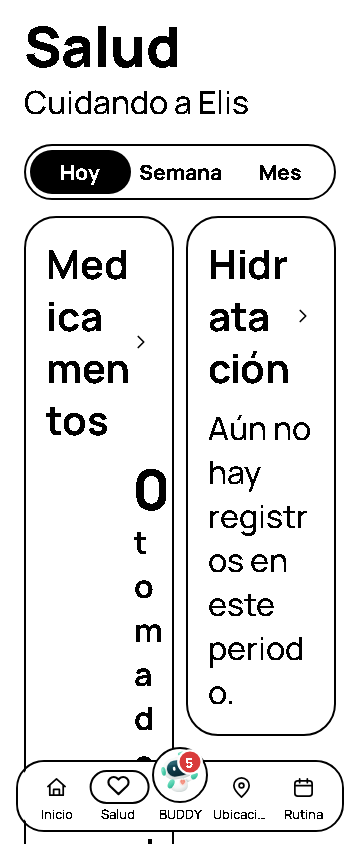 Salud
Cuidando a Elis
Hoy Semana Mes
Med
ica
men
tos
0
t
o
m
a
d
Hidr
ata
ción
Aún no
hay
registr
os en
este
period
o.
5
Inicio Salud BUDDY Ubicaci... Rutina